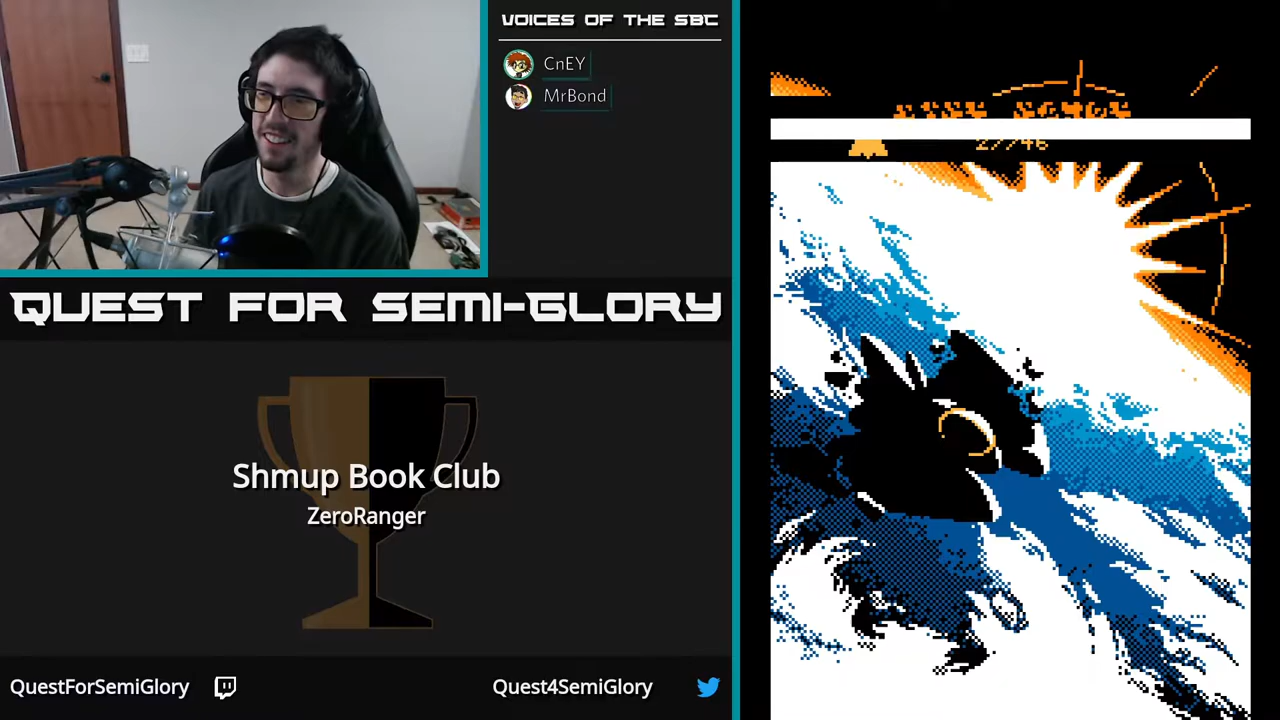 VOICES OF THE SBC
CnEY
MrBond
QUEST FOR SEMI-GLORY
Shmup Book Club
ZeroRanger
QuestForSemiGlory
Quest4SemiGlory